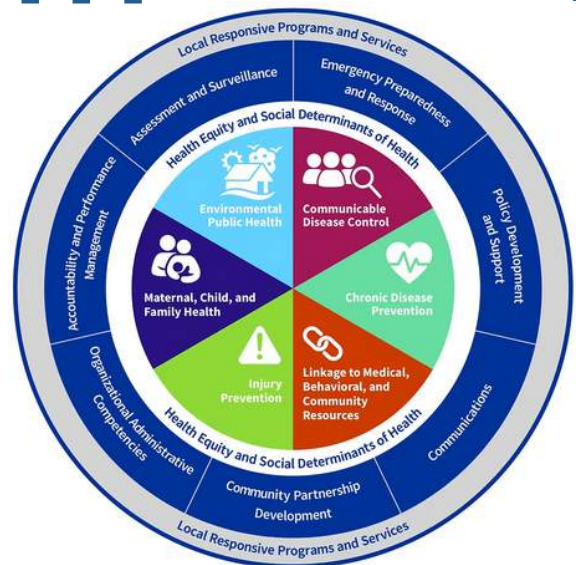 Local Responsive Programs and Services
Assessment and Surveillance
Emergency Preparedness
and Response
Policy Development
and Support
Communications
Community Partnership
Development
Organizational Administrative
Competencies
Accountability and Performance
Management
Health Equity and Social Determinants of Health
Environmental
Public Health
Communicable
Disease Control
Chronic Disease
Prevention
Linkage to Medical,
Behavioral, and
Community
Resources
Injury
Prevention
Maternal, Child, and
Family Health
Health Equity and Social Determinants of Health
Local Responsive Programs and Services